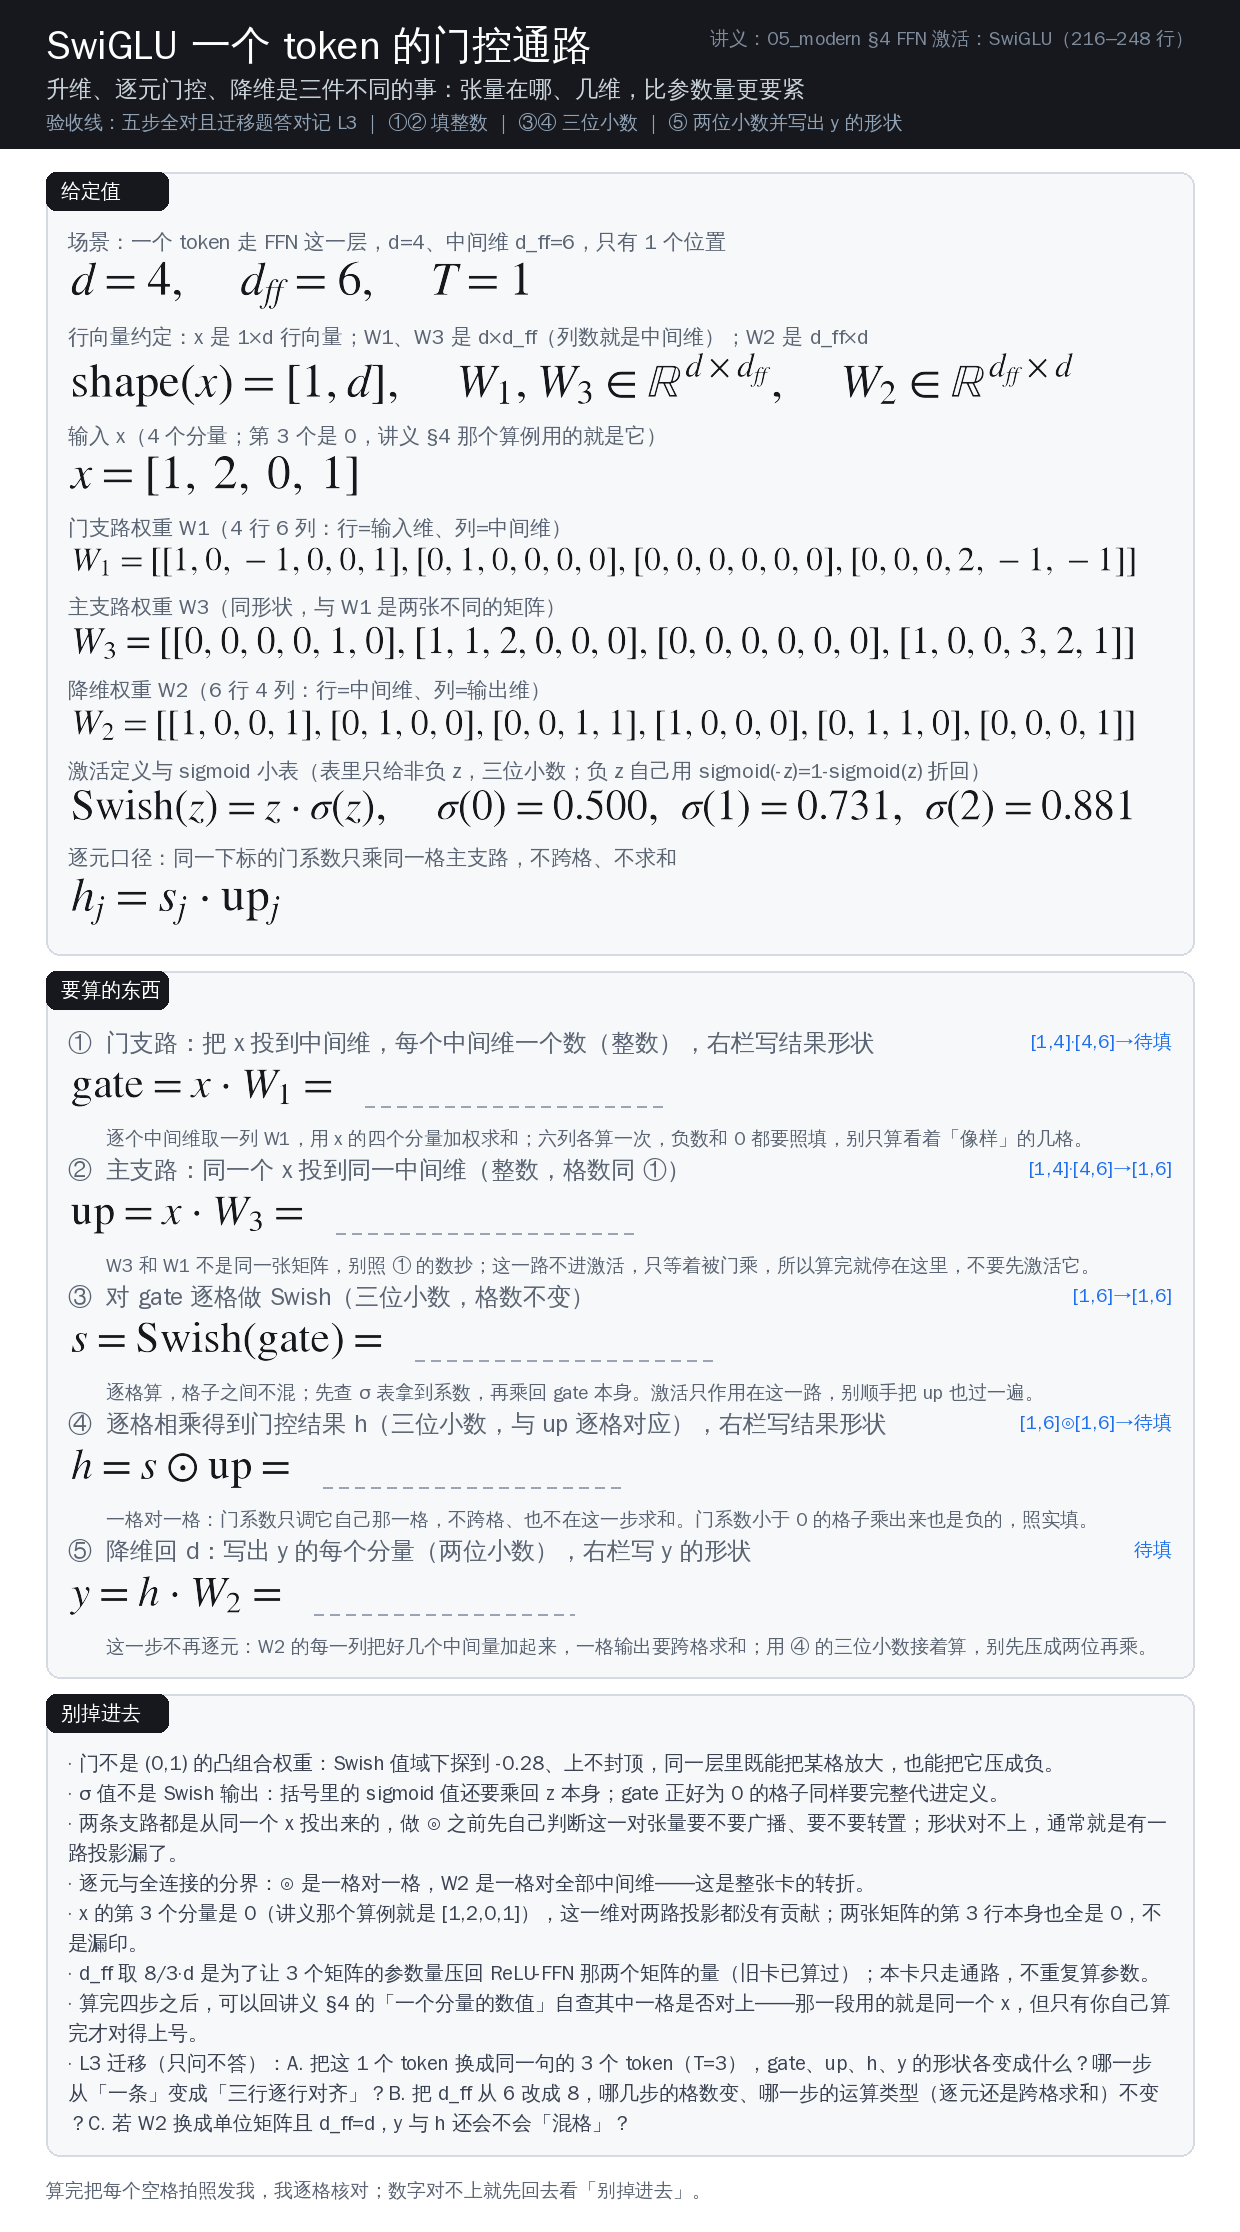 SwiGLU 一个 token 的门控通路
讲义：05_modern §4 FFN 激活：SwiGLU（216—248 行）
升维、逐元门控、降维是三件不同的事：张量在哪、几维，比参数量更要紧
验收线：五步全对且迁移题答对记 L3 ｜ ①② 填整数 ｜ ③④ 三位小数 ｜ ⑤ 两位小数并写出 y 的形状
给定值
场景：一个 token 走 FFN 这一层，d=4、中间维 d_ff=6，只有 1 个位置
d = 4, d_ff = 6, T = 1
行向量约定：x 是 1×d 行向量；W1、W3 是 d×d_ff（列数就是中间维）；W2 是 d_ff×d
shape(x) = [1, d], W₁, W₃ ∈ ℝ^{d × d_ff}, W₂ ∈ ℝ^{d_ff × d}
输入 x（4 个分量；第 3 个是 0，讲义 §4 那个算例用的就是它）
x = [1, 2, 0, 1]
门支路权重 W1（4 行 6 列：行=输入维、列=中间维）
W₁ = [[1, 0, − 1, 0, 0, 1], [0, 1, 0, 0, 0, 0], [0, 0, 0, 0, 0, 0], [0, 0, 0, 2, − 1, − 1]]
主支路权重 W3（同形状，与 W1 是两张不同的矩阵）
W₃ = [[0, 0, 0, 0, 1, 0], [1, 1, 2, 0, 0, 0], [0, 0, 0, 0, 0, 0], [1, 0, 0, 3, 2, 1]]
降维权重 W2（6 行 4 列：行=中间维、列=输出维）
W₂ = [[1, 0, 0, 1], [0, 1, 0, 0], [0, 0, 1, 1], [1, 0, 0, 0], [0, 1, 1, 0], [0, 0, 0, 1]]
激活定义与 sigmoid 小表（表里只给非负 z，三位小数；负 z 自己用 sigmoid(-z)=1-sigmoid(z) 折回）
Swish(z) = z · σ(z), σ(0) = 0.500, σ(1) = 0.731, σ(2) = 0.881
逐元口径：同一下标的门系数只乘同一格主支路，不跨格、不求和
h_j = s_j · up_j
要算的东西
① 门支路：把 x 投到中间维，每个中间维一个数（整数），右栏写结果形状 [1,4]·[4,6]→待填
gate = x · W₁ =
逐个中间维取一列 W1，用 x 的四个分量加权求和；六列各算一次，负数和 0 都要照填，别只算看着「像样」的几格。
② 主支路：同一个 x 投到同一中间维（整数，格数同 ①） [1,4]·[4,6]→[1,6]
up = x · W₃ =
W3 和 W1 不是同一张矩阵，别照 ① 的数抄；这一路不进激活，只等着被门乘，所以算完就停在这里，不要先激活它。
③ 对 gate 逐格做 Swish（三位小数，格数不变） [1,6]→[1,6]
s = Swish(gate) =
逐格算，格子之间不混；先查 σ 表拿到系数，再乘回 gate 本身。激活只作用在这一路，别顺手把 up 也过一遍。
④ 逐格相乘得到门控结果 h（三位小数，与 up 逐格对应），右栏写结果形状 [1,6]⊙[1,6]→待填
h = s ⊙ up =
一格对一格：门系数只调它自己那一格，不跨格、也不在这一步求和。门系数小于 0 的格子乘出来也是负的，照实填。
⑤ 降维回 d：写出 y 的每个分量（两位小数），右栏写 y 的形状 待填
y = h · W₂ =
这一步不再逐元：W2 的每一列把好几个中间量加起来，一格输出要跨格求和；用 ④ 的三位小数接着算，别先压成两位再乘。
别掉进去
· 门不是 (0,1) 的凸组合权重：Swish 值域下探到 -0.28、上不封顶，同一层里既能把某格放大，也能把它压成负。
· σ 值不是 Swish 输出：括号里的 sigmoid 值还要乘回 z 本身；gate 正好为 0 的格子同样要完整代进定义。
· 两条支路都是从同一个 x 投出来的，做 ⊙ 之前先自己判断这一对张量要不要广播、要不要转置；形状对不上，通常就是有一
路投影漏了。
· 逐元与全连接的分界：⊙ 是一格对一格，W2 是一格对全部中间维——这是整张卡的转折。
· x 的第 3 个分量是 0（讲义那个算例就是 [1,2,0,1]），这一维对两路投影都没有贡献；两张矩阵的第 3 行本身也全是 0，不
是漏印。
· d_ff 取 8/3·d 是为了让 3 个矩阵的参数量压回 ReLU-FFN 那两个矩阵的量（旧卡已算过）；本卡只走通路，不重复算参数。
· 算完四步之后，可以回讲义 §4 的「一个分量的数值」自查其中一格是否对上——那一段用的就是同一个 x，但只有你自己算
完才对得上号。
· L3 迁移（只问不答）：A. 把这 1 个 token 换成同一句的 3 个 token（T=3），gate、up、h、y 的形状各变成什么？哪一步
从「一条」变成「三行逐行对齐」？B. 把 d_ff 从 6 改成 8，哪几步的格数变、哪一步的运算类型（逐元还是跨格求和）不变
？C. 若 W2 换成单位矩阵且 d_ff=d，y 与 h 还会不会「混格」？
算完把每个空格拍照发我，我逐格核对；数字对不上就先回去看「别掉进去」。